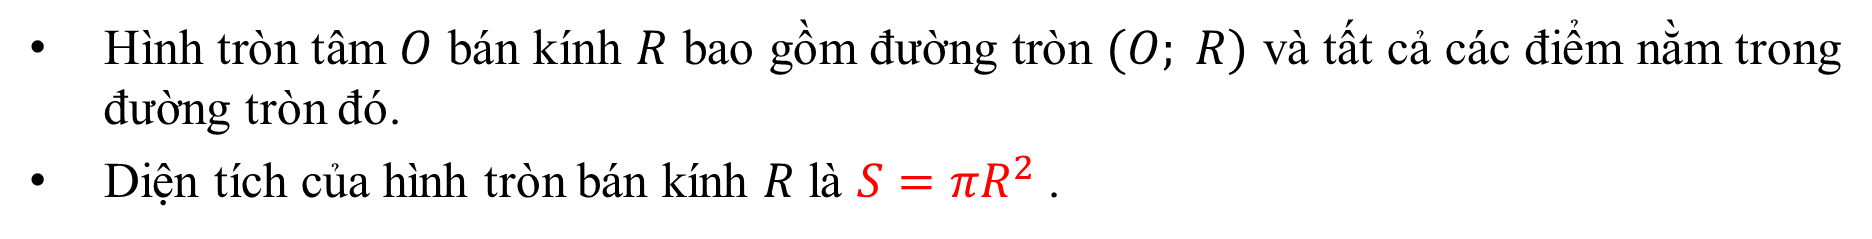 • Hình tròn tâm O bán kính R bao gồm đường tròn (O; R) và tất cả các điểm nằm trong
đường tròn đó.
• Diện tích của hình tròn bán kính R là S = πR² .